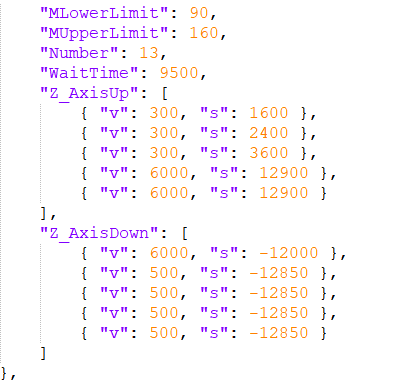 "MLowerLimit": 90,
"MUpperLimit": 160,
"Number": 13,
"WaitTime": 9500,
"Z_AxisUp": [
{ "v": 300, "s": 1600 },
{ "v": 300, "s": 2400 },
{ "v": 300, "s": 3600 },
{ "v": 6000, "s": 12900 },
{ "v": 6000, "s": 12900 }
],
"Z_AxisDown": [
{ "v": 6000, "s": -12000 },
{ "v": 500, "s": -12850 },
{ "v": 500, "s": -12850 },
{ "v": 500, "s": -12850 },
{ "v": 500, "s": -12850 }
]
},